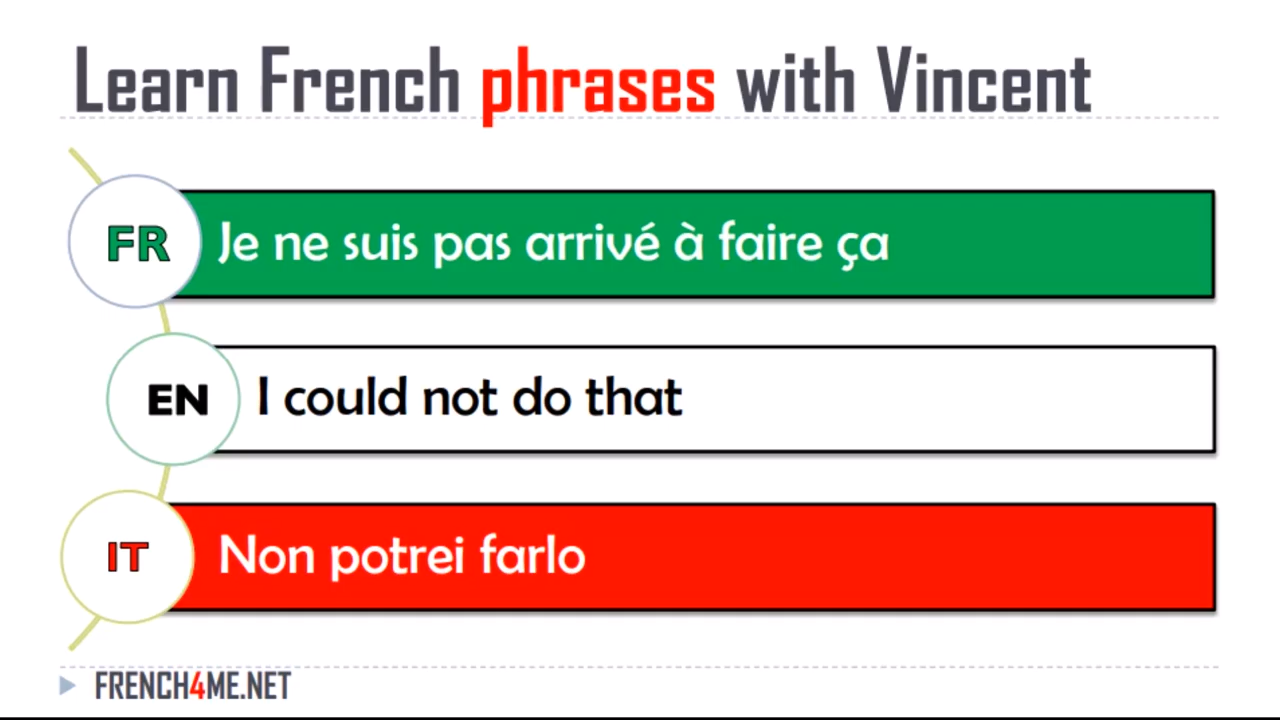 Learn French phrases with Vincent
FR
Je ne suis pas arrivé à faire ça
EN
I could not do that
IT
Non potrei farlo
FRENCH4ME.NET